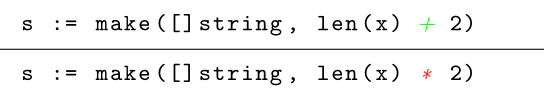 s := make([]string, len(x) + 2)
s := make([]string, len(x) * 2)